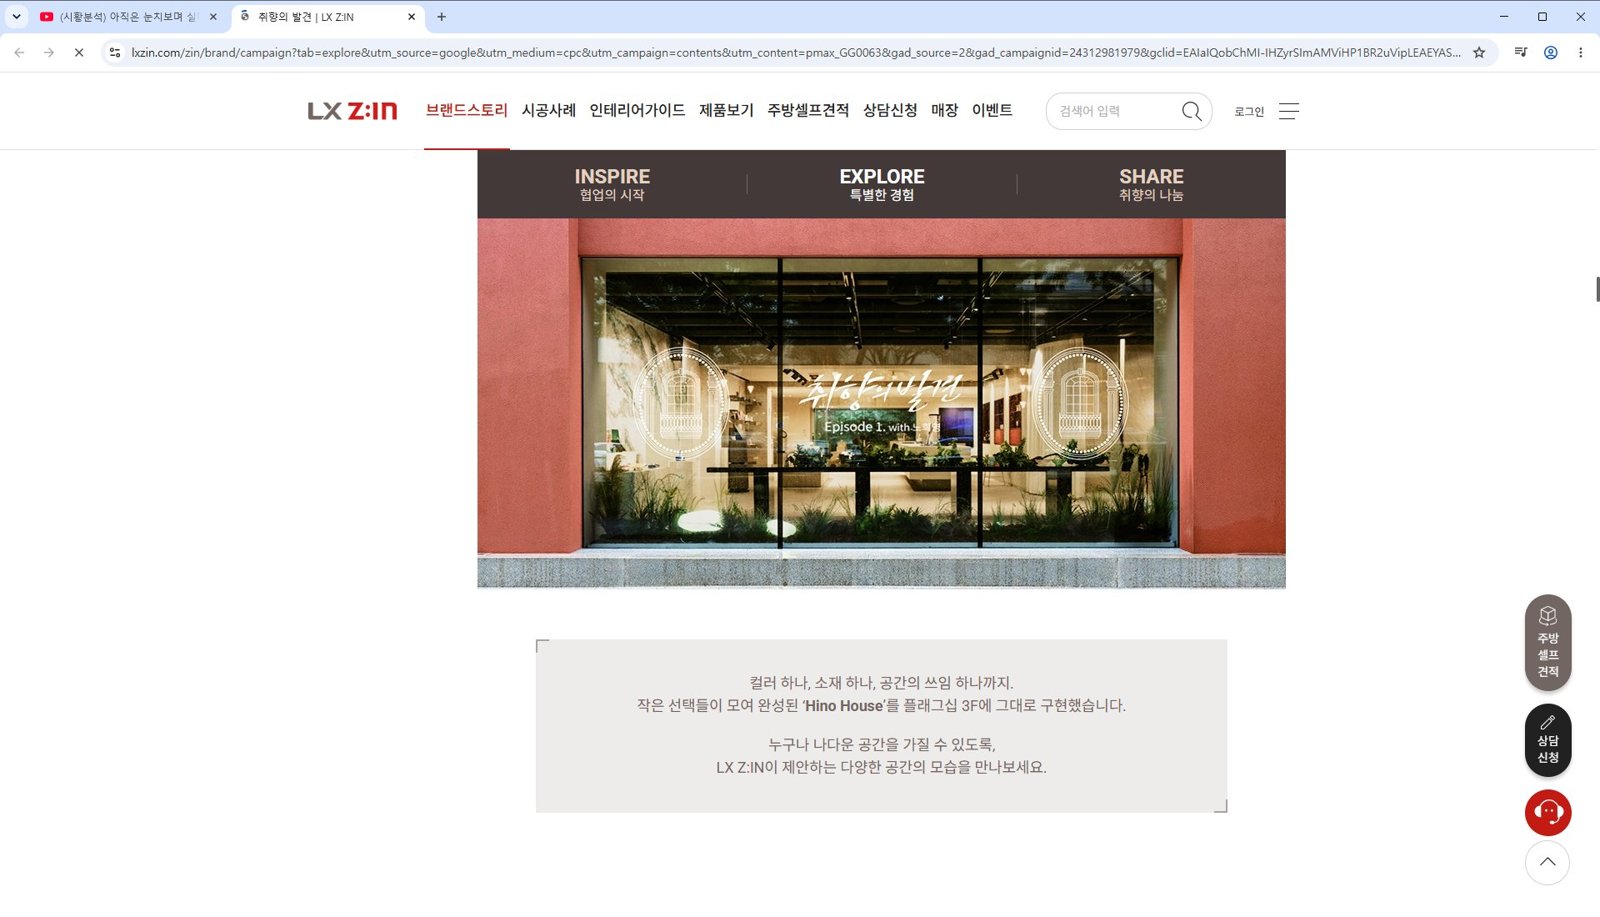 (시황분석) 아직은 눈치보며 실
취향의 발견 | LX Z:IN
lxzin.com/zin/brand/campaign?tab=explore&utm_source=google&utm_medium=cpc&utm_campaign=contents&utm_content=pmax_GG0063&gad_source=2&gad_campaignid=24312981979&gclid=EAIaIQobChMI-IHZyrSImAMViHP1BR2uVipLEAEYAS...
LX Z:IN
브랜드스토리 시공사례 인테리어가이드 제품보기 주방셀프견적 상담신청 매장 이벤트
검색어 입력
로그인
INSPIRE
협업의 시작
EXPLORE
특별한 경험
SHARE
취향의 나눔
취향의 발견
Episode 1. with 노희영
컬러 하나, 소재 하나, 공간의 쓰임 하나까지.
작은 선택들이 모여 완성된 ‘Hino House’를 플래그십 3F에 그대로 구현했습니다.
누구나 나다운 공간을 가질 수 있도록,
LX Z:IN이 제안하는 다양한 공간의 모습을 만나보세요.
주방
셀프
견적
상담
신청